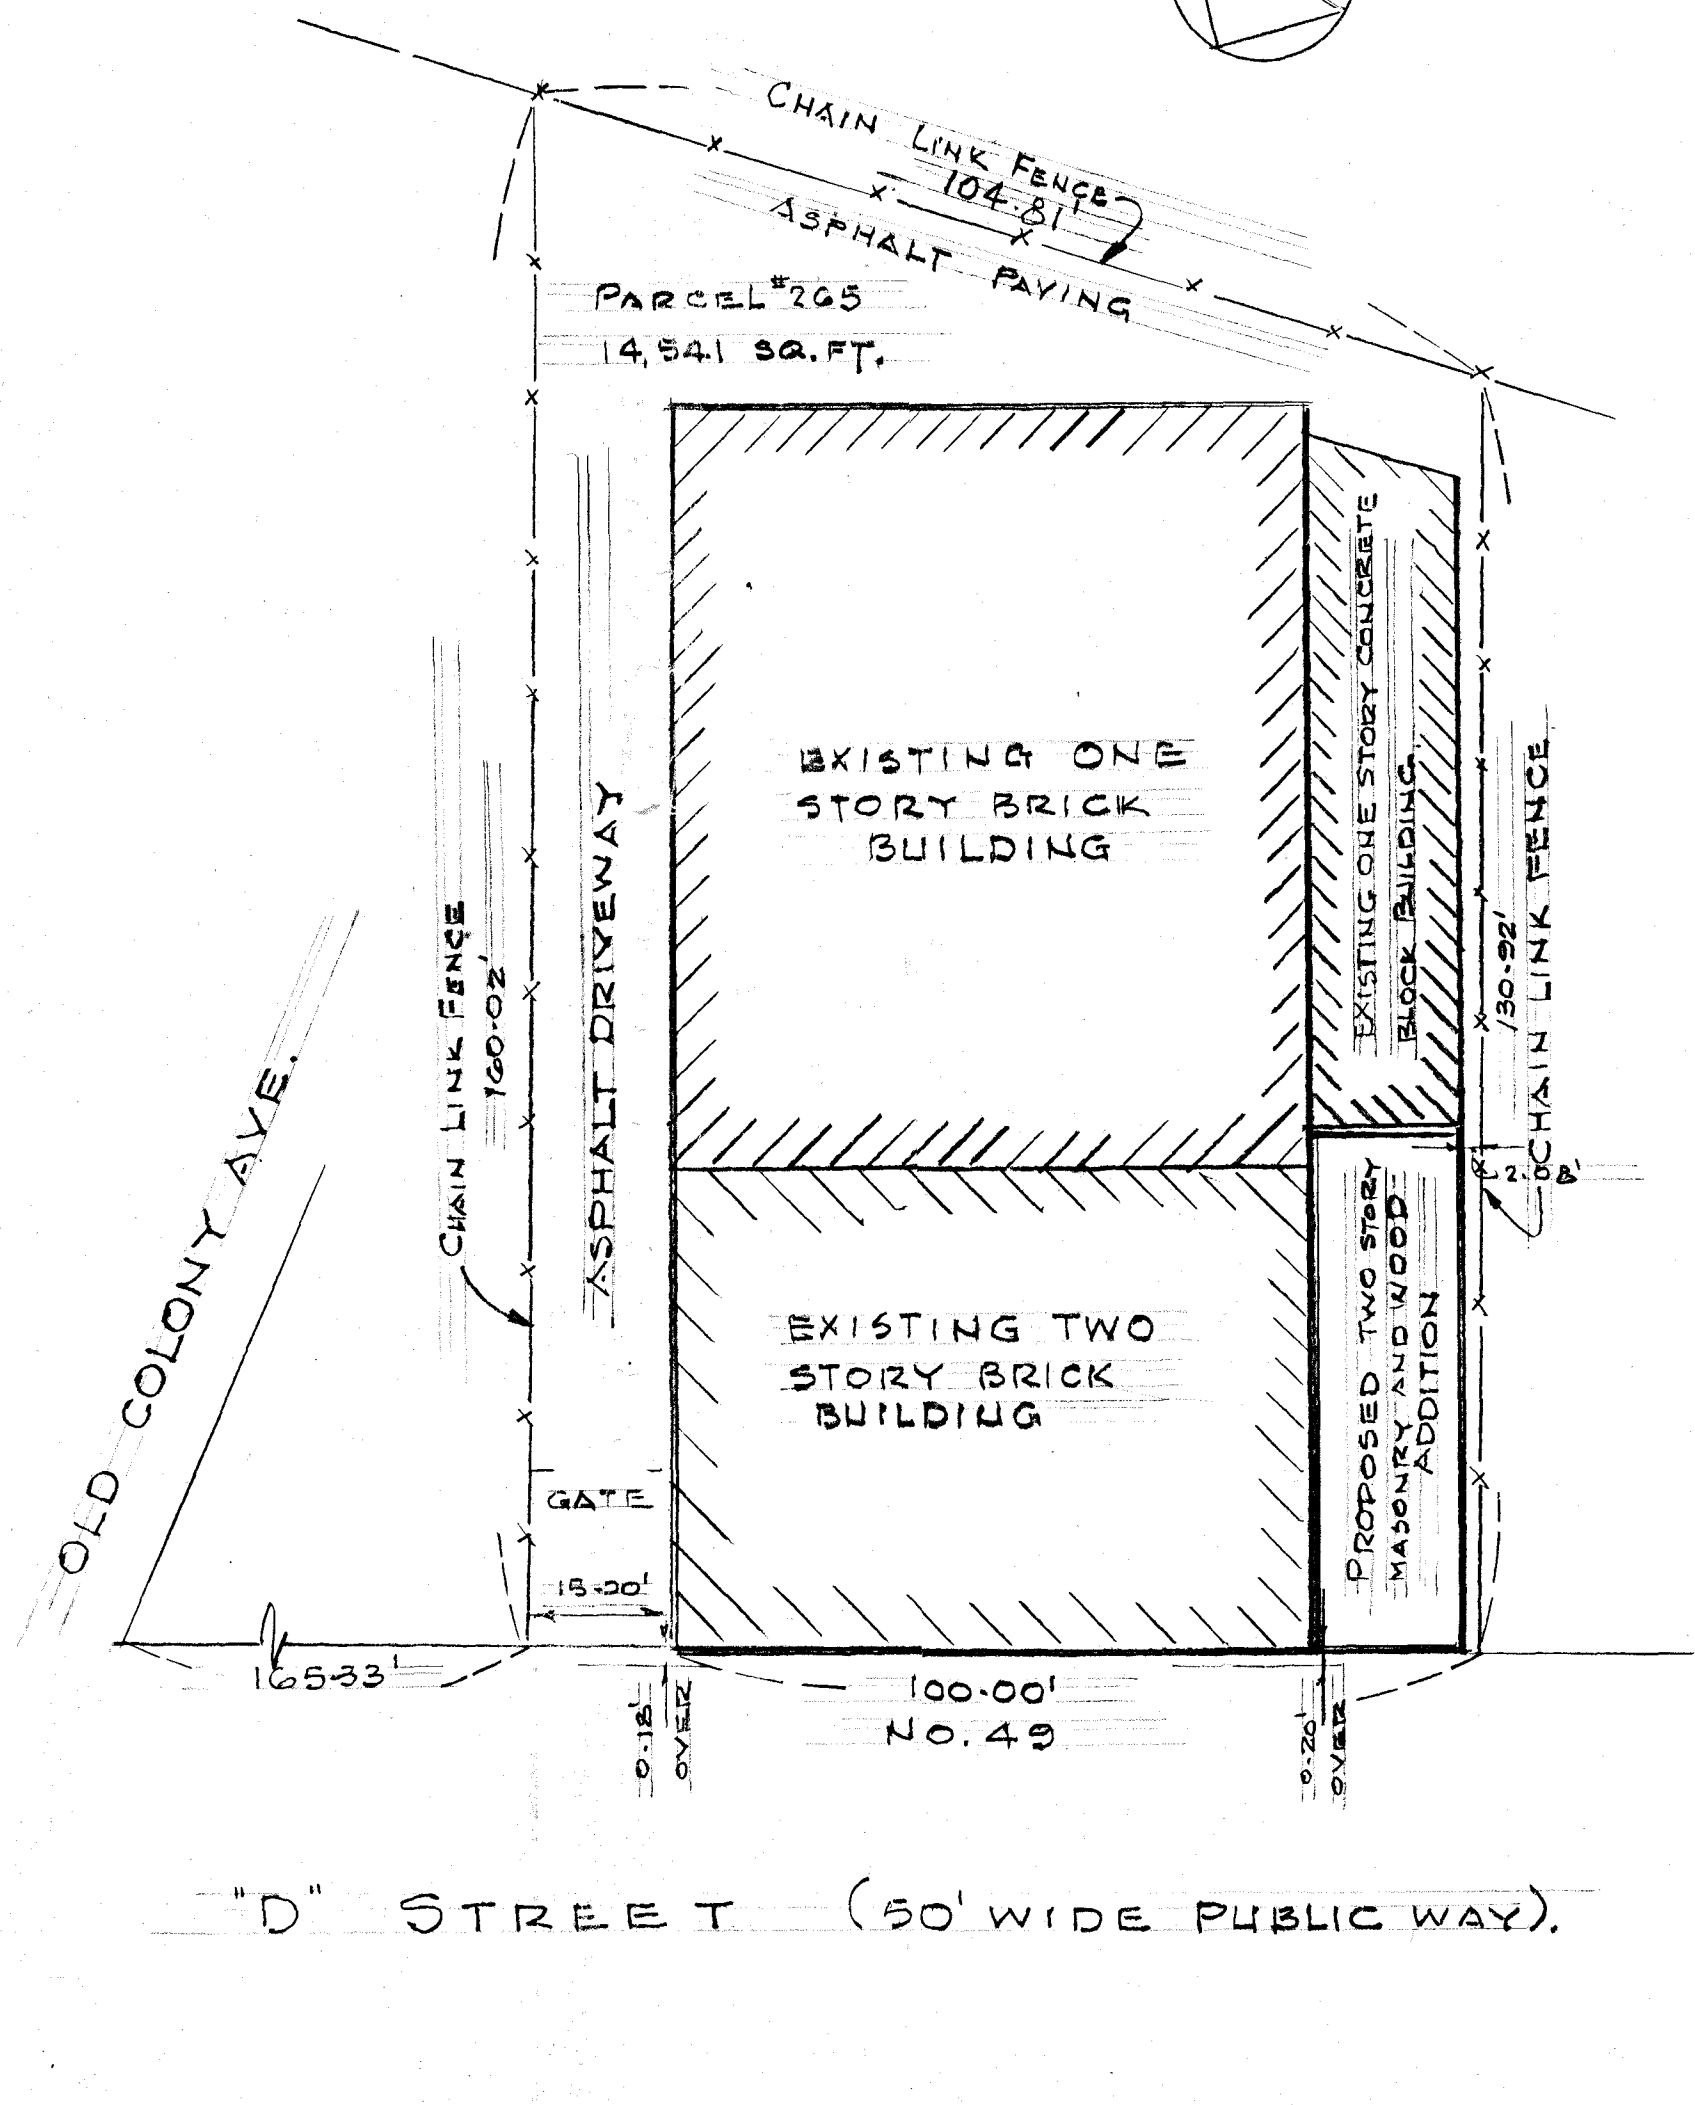 CHAIN LINK FENCE
104.81'
ASPHALT PAVING
PARCEL #265
14,541 SQ.FT.
EXISTING ONE STORY CONCRETE
BLOCK BUILDING
EXISTING ONE
STORY BRICK
BUILDING
CHAIN LINK FENCE
160.02'
ASPHALT DRIVEWAY
130.92'
CHAIN LINK FENCE
2.08'
OLD COLONY AVE.
EXISTING TWO
STORY BRICK
BUILDING
PROPOSED TWO STORY
MASONRY AND WOOD
ADDITION
GATE
15.00'
165.33'
0.18'
OVER
100.00'
NO. 49
0.20'
OVER
"D" STREET (50' WIDE PUBLIC WAY).